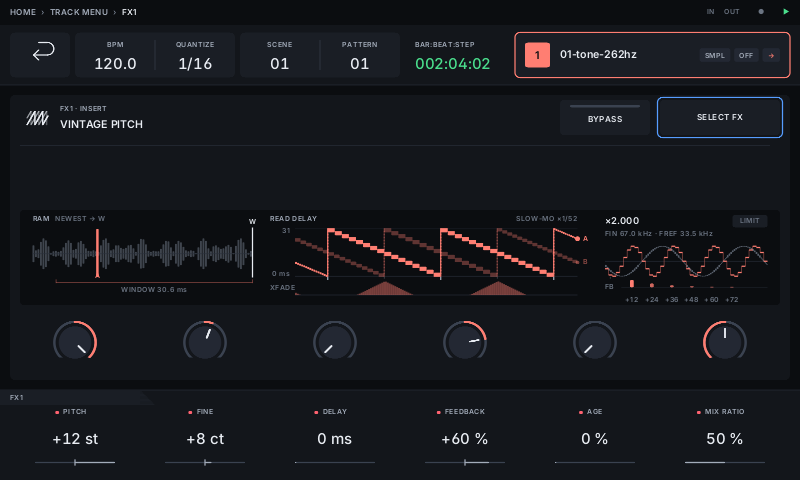 HOME › TRACK MENU › FX1
IN OUT
BPM
120.0
QUANTIZE
1/16
SCENE
01
PATTERN
01
BAR:BEAT:STEP
002:04:02
1 01-tone-262hz SMPL OFF →
FX1 · INSERT
VINTAGE PITCH
BYPASS
SELECT FX
RAM NEWEST → W
W
WINDOW 30.6 ms
READ DELAY
SLOW-MO ×1/52
31
0 ms
A
B
XFADE
×2.000
LIMIT
FIN 67.0 kHz · FREF 33.5 kHz
FB
+12 +24 +36 +48 +60 +72
FX1
PITCH
+12 st
FINE
+8 ct
DELAY
0 ms
FEEDBACK
+60 %
AGE
0 %
MIX RATIO
50 %